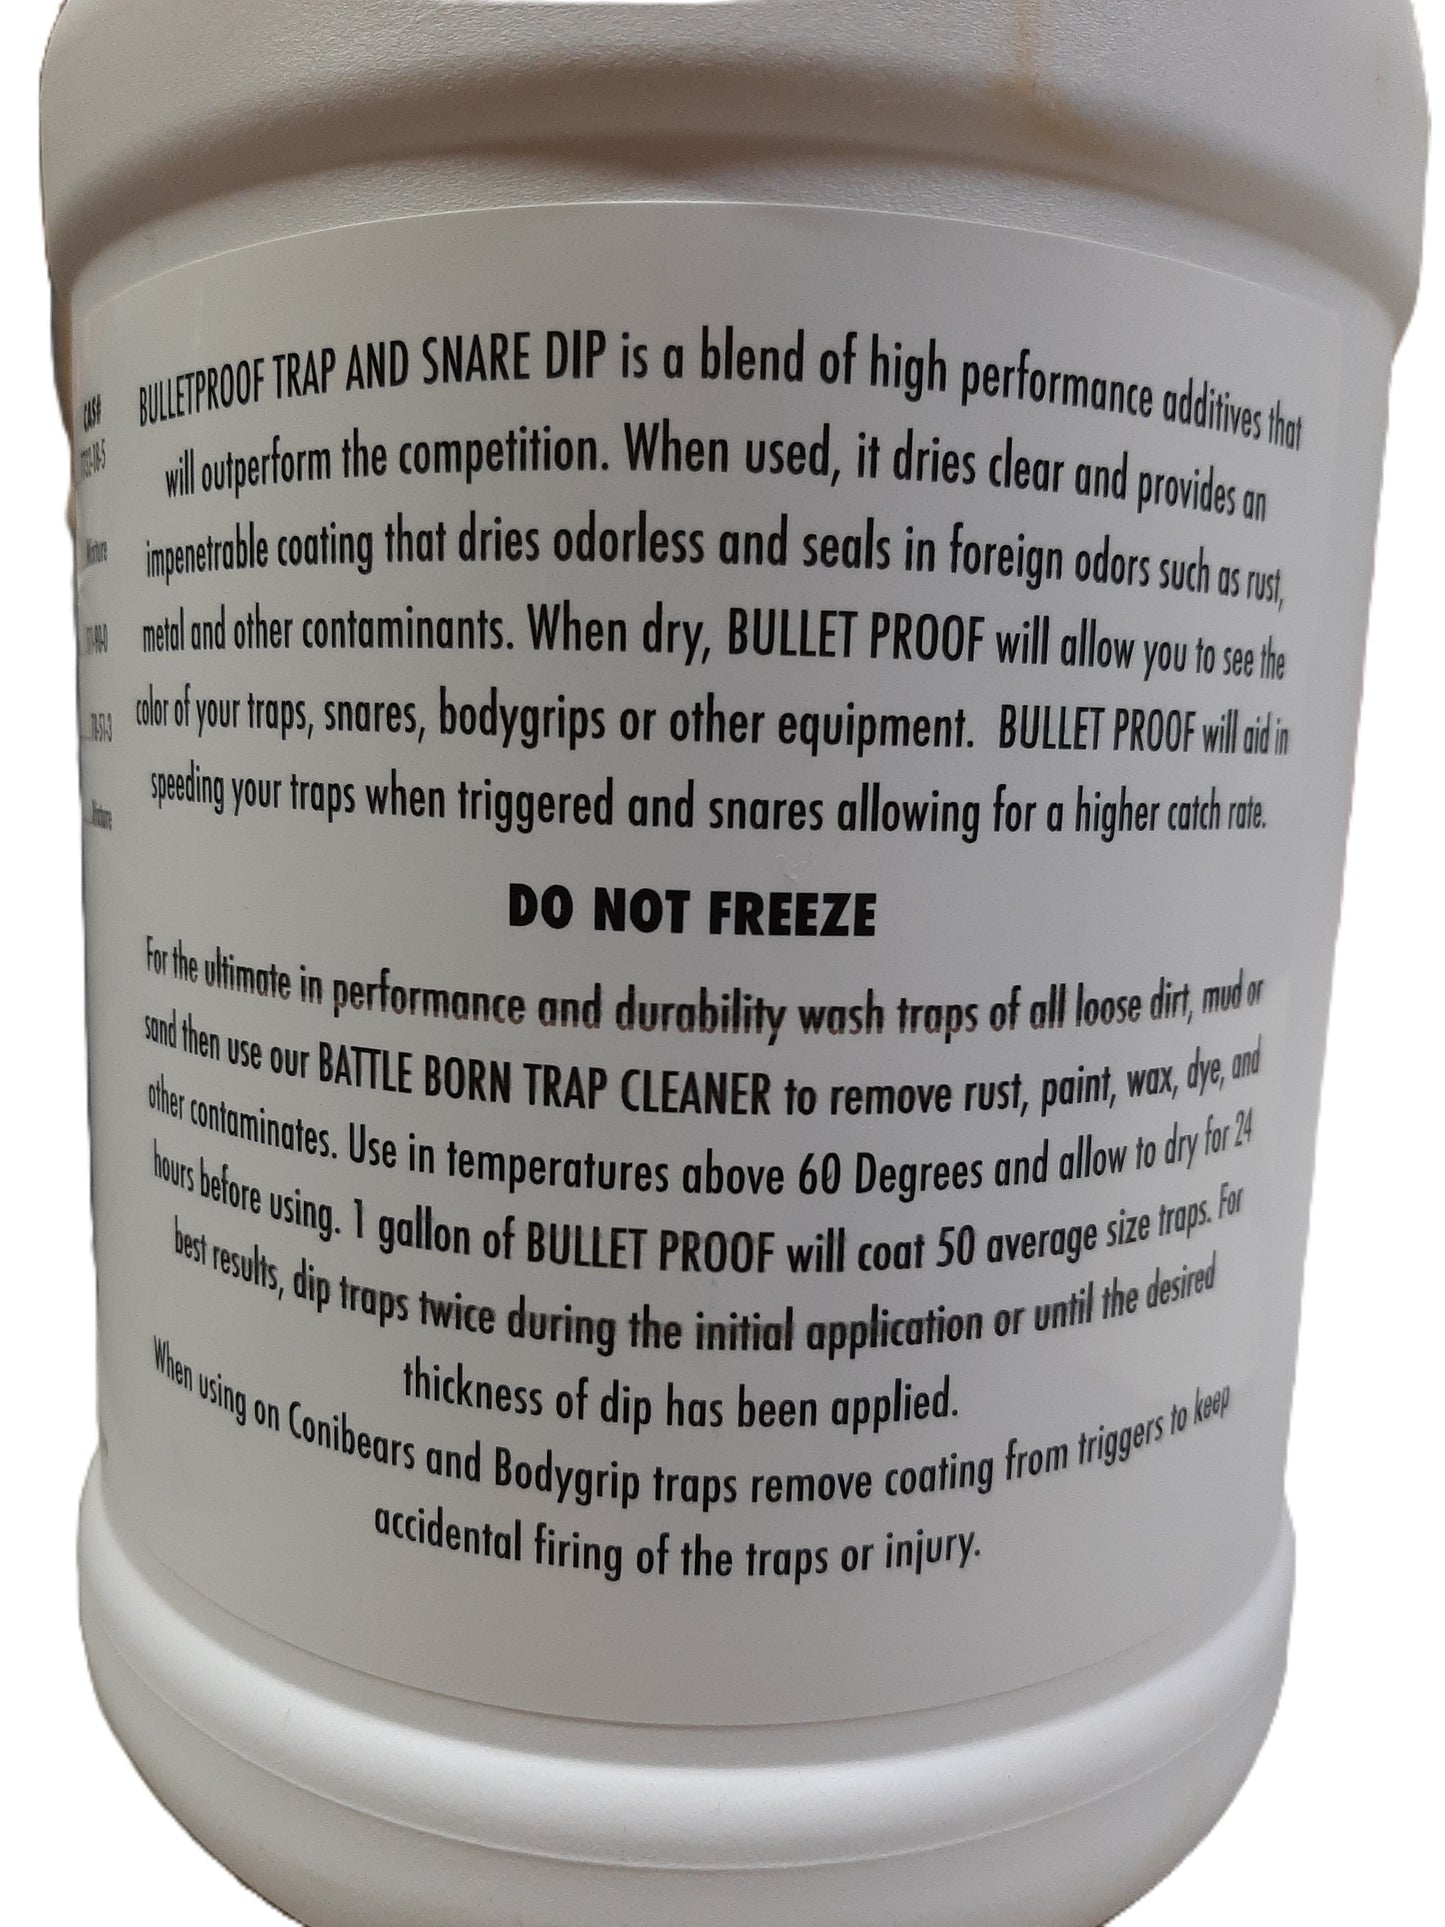 BULLETPROOF TRAP AND SNARE DIP is a blend of high performance additives that
will outperform the competition. When used, it dries clear and provides an
impenetrable coating that dries odorless and seals in foreign odors such as rust,
metal and other contaminants. When dry, BULLET PROOF will allow you to see the
color of your traps, snares, bodygrips or other equipment. BULLET PROOF will aid in
speeding your traps when triggered and snares allowing for a higher catch rate.
DO NOT FREEZE
For the ultimate in performance and durability wash traps of all loose dirt, mud or
sand then use our BATTLE BORN TRAP CLEANER to remove rust, paint, wax, dye, and
other contaminates. Use in temperatures above 60 Degrees and allow to dry for 24
hours before using. 1 gallon of BULLET PROOF will coat 50 average size traps. For
best results, dip traps twice during the initial application or until the desired
thickness of dip has been applied.
When using on Conibears and Bodygrip traps remove coating from triggers to keep
accidental firing of the traps or injury.
CAS#
Mixture
Mixture